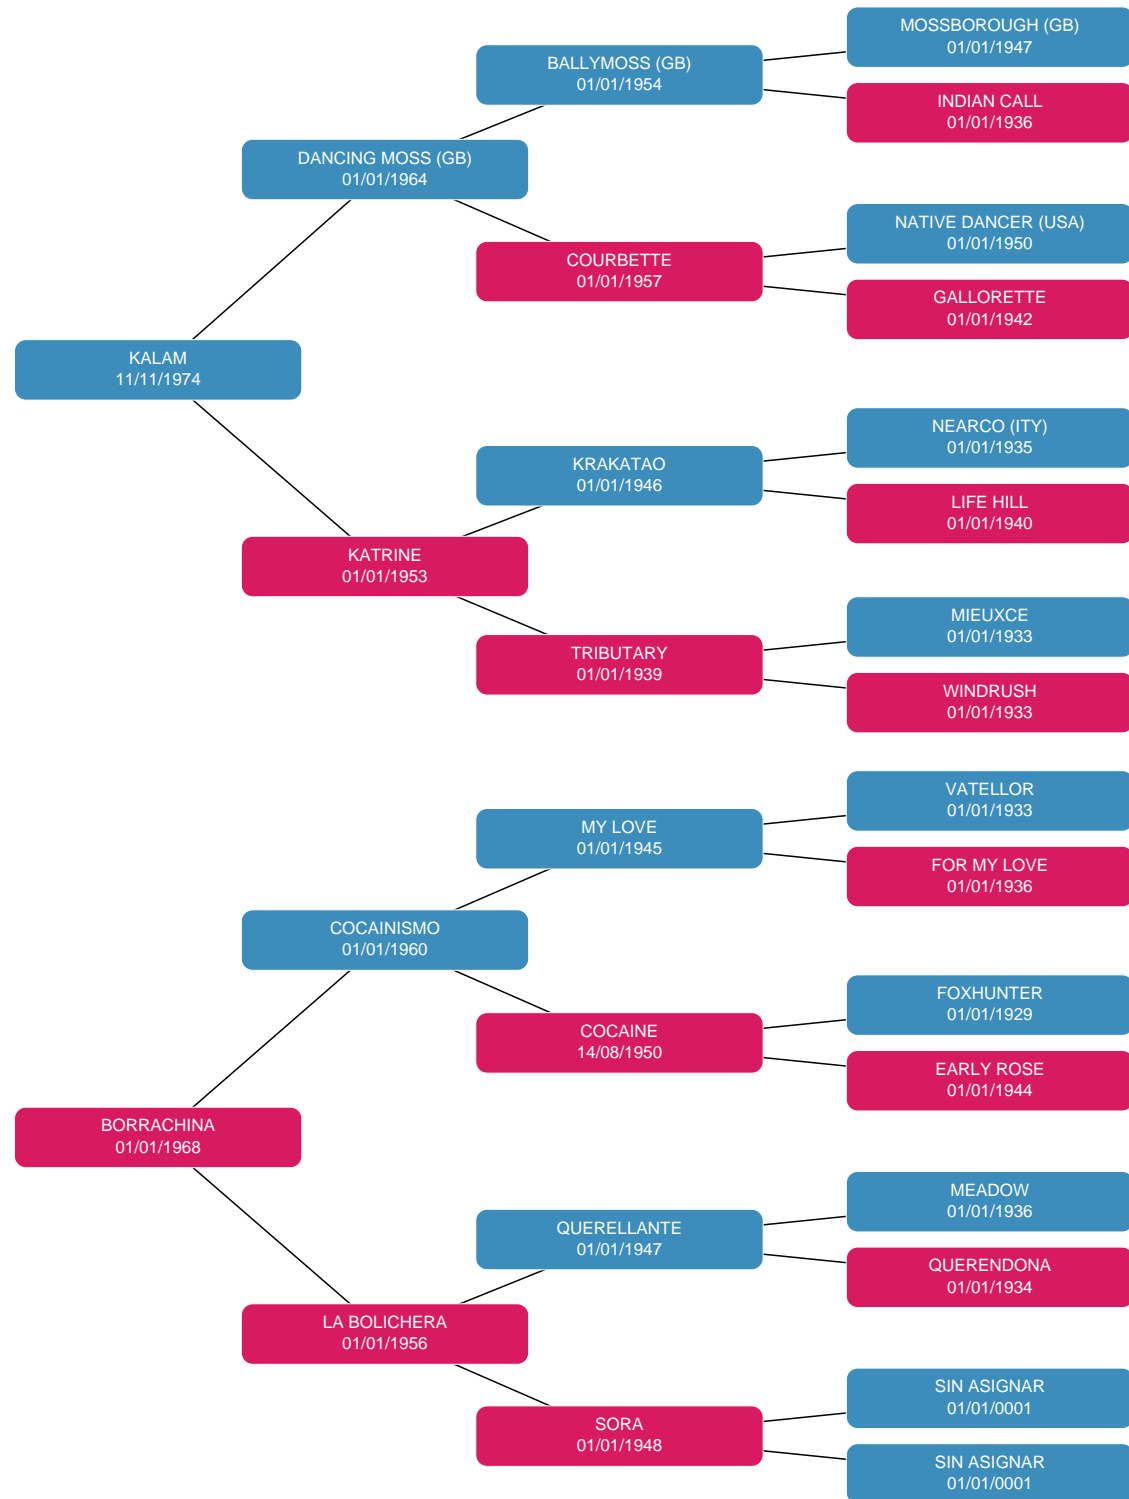 MOSSBOROUGH (GB)
01/01/1947
BALLYMOSS (GB)
01/01/1954
INDIAN CALL
01/01/1936
DANCING MOSS (GB)
01/01/1964
NATIVE DANCER (USA)
01/01/1950
COURBETTE
01/01/1957
GALLORETTE
01/01/1942
KALAM
11/11/1974
NEARCO (ITY)
01/01/1935
KRAKATAO
01/01/1946
LIFE HILL
01/01/1940
KATRINE
01/01/1953
MIEUXCE
01/01/1933
TRIBUTARY
01/01/1939
WINDRUSH
01/01/1933
VATELLOR
01/01/1933
MY LOVE
01/01/1945
FOR MY LOVE
01/01/1936
COCAINISMO
01/01/1960
FOXHUNTER
01/01/1929
COCAINE
14/08/1950
EARLY ROSE
01/01/1944
BORRACHINA
01/01/1968
MEADOW
01/01/1936
QUERELLANTE
01/01/1947
QUERENDONA
01/01/1934
LA BOLICHERA
01/01/1956
SIN ASIGNAR
01/01/0001
SORA
01/01/1948
SIN ASIGNAR
01/01/0001